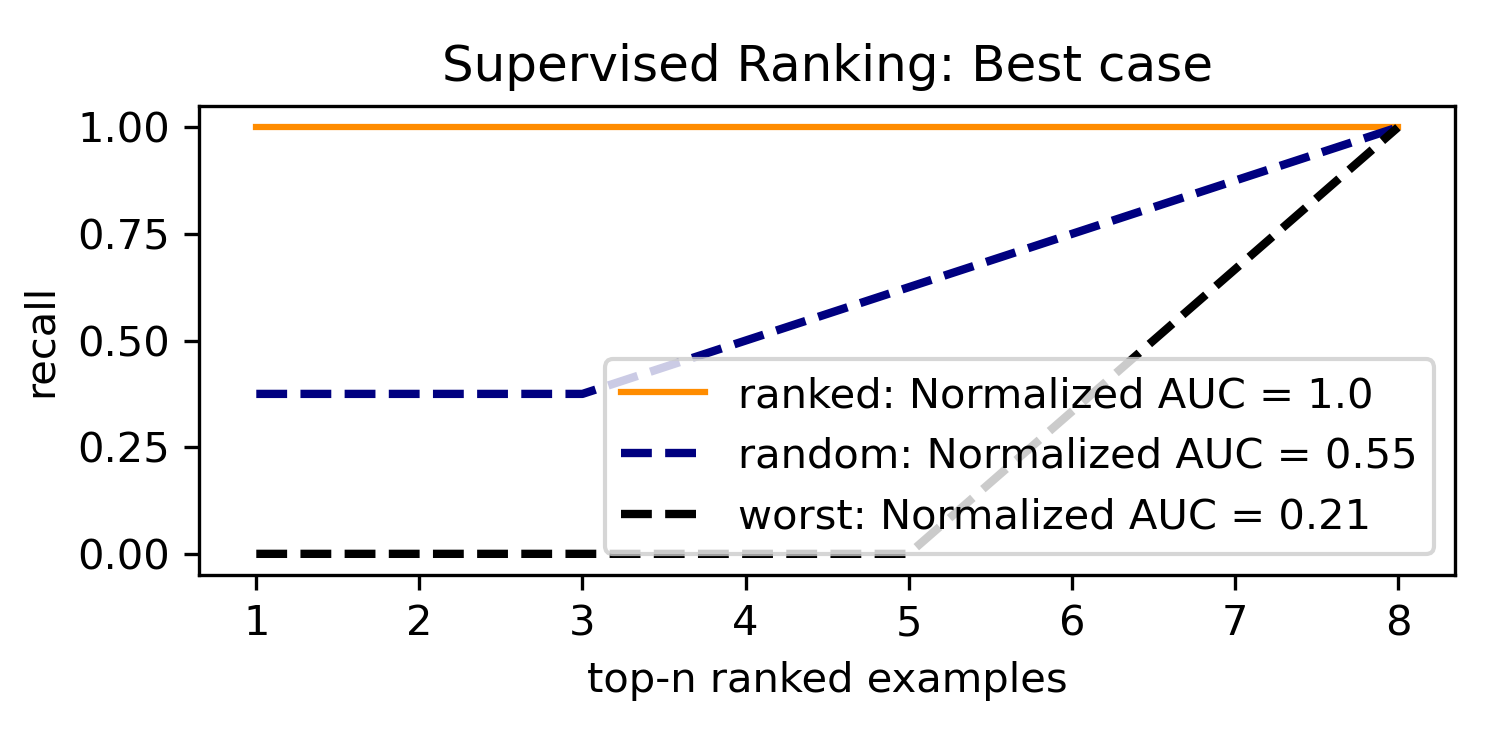 Supervised Ranking: Best case
1.00
0.75
0.50
0.25
0.00
recall
ranked: Normalized AUC = 1.0
random: Normalized AUC = 0.55
worst: Normalized AUC = 0.21
1 2 3 4 5 6 7 8
top-n ranked examples